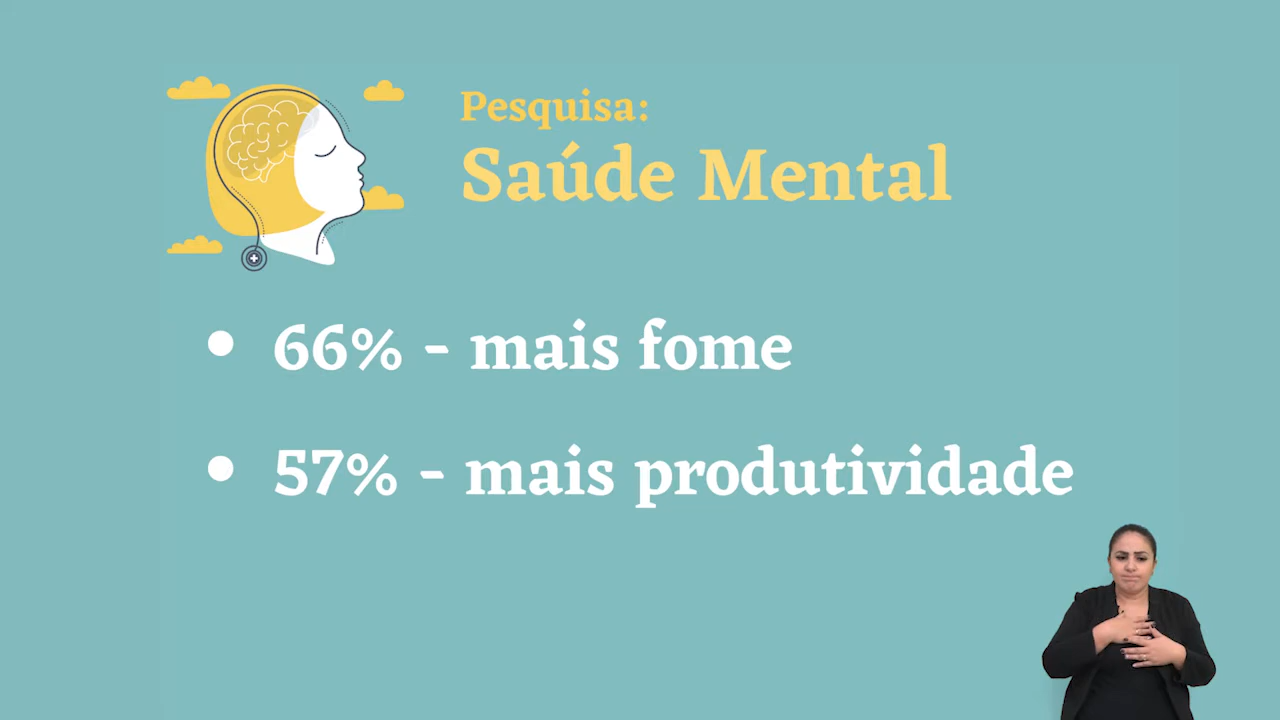 Pesquisa:
Saúde Mental
66% - mais fome
57% - mais produtividade